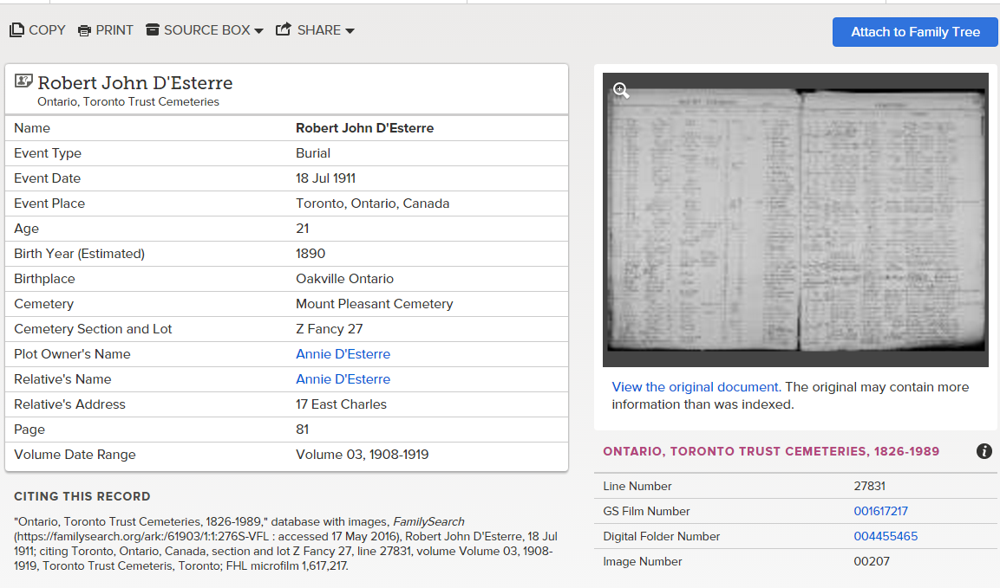 COPY PRINT SOURCE BOX SHARE
Attach to Family Tree
Robert John D'Esterre
Ontario, Toronto Trust Cemeteries
Name Robert John D'Esterre
Event Type Burial
Event Date 18 Jul 1911
Event Place Toronto, Ontario, Canada
Age 21
Birth Year (Estimated) 1890
Birthplace Oakville Ontario
Cemetery Mount Pleasant Cemetery
Cemetery Section and Lot Z Fancy 27
Plot Owner's Name Annie D'Esterre
Relative's Name Annie D'Esterre
Relative's Address 17 East Charles
Page 81
Volume Date Range Volume 03, 1908-1919
CITING THIS RECORD
"Ontario, Toronto Trust Cemeteries, 1826-1989," database with images, FamilySearch
(https://familysearch.org/ark:/61903/1:1:276S-VFL : accessed 17 May 2016), Robert John D'Esterre, 18 Jul
1911; citing Toronto, Ontario, Canada, section and lot Z Fancy 27, line 27831, volume Volume 03, 1908-
1919, Toronto Trust Cemeteris, Toronto; FHL microfilm 1,617,217.
View the original document. The original may contain more
information than was indexed.
ONTARIO, TORONTO TRUST CEMETERIES, 1826-1989
Line Number 27831
GS Film Number 001617217
Digital Folder Number 004455465
Image Number 00207